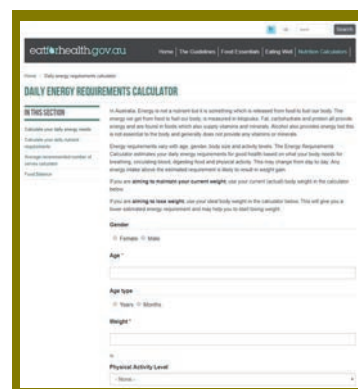 Search
eatforhealth.gov.au
Home | The Guidelines | Food Essentials | Eating Well | Nutrition Calculators
Home / Daily energy requirements calculator
DAILY ENERGY REQUIREMENTS CALCULATOR
IN THIS SECTION
Calculate your daily energy needs
Calculate your daily nutrient
requirements
Average recommended number of
serves calculator
Food Balance
In Australia, Energy is not a nutrient but it is something which is released from food to fuel our body. The
energy we get from food to fuel our body, is measured in kilojoules. Fat, carbohydrate and protein all provide
energy and are found in foods which also supply vitamins and minerals. Alcohol also provides energy but this
is not essential to the body and generally does not provide any vitamins or minerals.
Energy requirements vary with age, gender, body size and activity levels. The Energy Requirements
Calculator estimates your daily energy requirements for good health based on what your body needs for
breathing, circulating blood, digesting food and physical activity. This may change from day to day. Any
energy intake above the estimated requirement is likely to result in weight gain.
If you are aiming to maintain your current weight, use your current (actual) body weight in the calculator
below.
If you are aiming to lose weight, use your ideal body weight in the calculator below. This will give you a
lower estimated energy requirement and may help you to start losing weight.
Gender
Female Male
Age *
Age type
Years Months
Weight *
Physical Activity Level
- None -